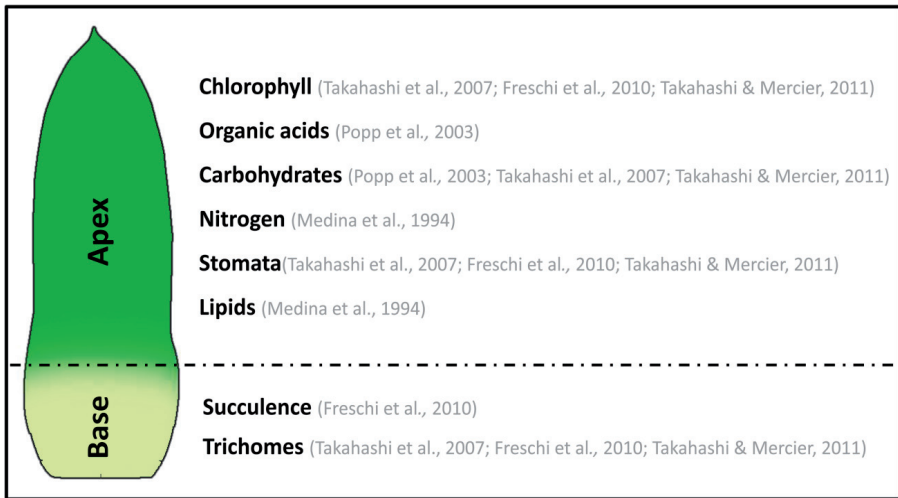 Chlorophyll (Takahashi et al., 2007; Freschi et al., 2010; Takahashi & Mercier, 2011)
Organic acids (Popp et al., 2003)
Carbohydrates (Popp et al., 2003; Takahashi et al., 2007; Takahashi & Mercier, 2011)
Apex
Nitrogen (Medina et al., 1994)
Stomata(Takahashi et al., 2007; Freschi et al., 2010; Takahashi & Mercier, 2011)
Lipids (Medina et al., 1994)
Base
Succulence (Freschi et al., 2010)
Trichomes (Takahashi et al., 2007; Freschi et al., 2010; Takahashi & Mercier, 2011)